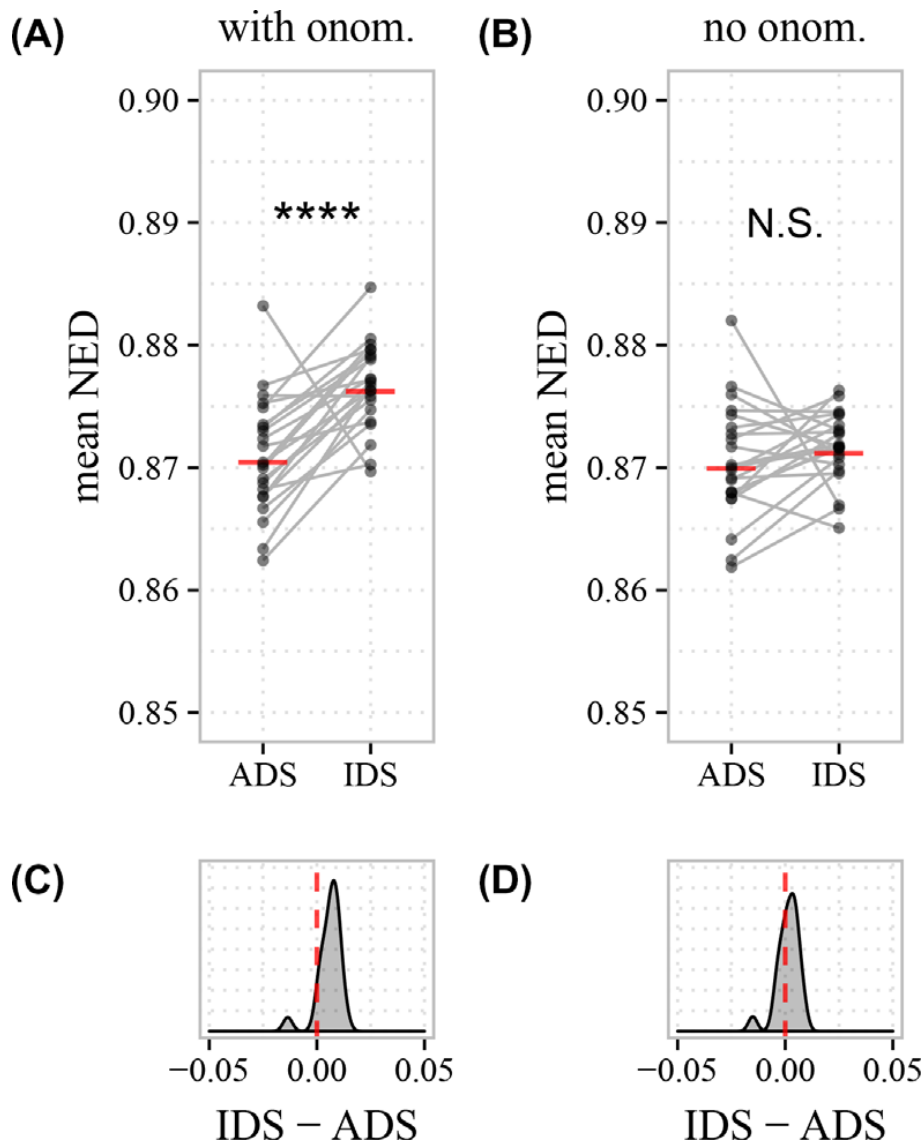 (A) with onom.
0.90
0.89
0.88
0.87
0.86
0.85
mean NED
****
ADS IDS
(B) no onom.
0.90
0.89
0.88
0.87
0.86
0.85
mean NED
N.S.
ADS IDS
(C)
−0.05 0.00 0.05
IDS − ADS
(D)
−0.05 0.00 0.05
IDS − ADS